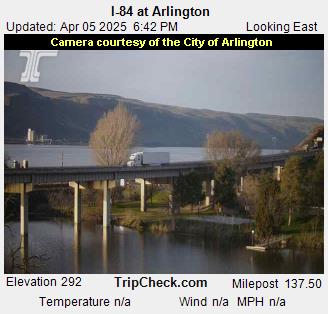 I-84 at Arlington
Updated: Apr 05 2025 6:42 PM Looking East
Camera courtesy of the City of Arlington
Elevation 292 TripCheck.com Milepost 137.50
Temperature n/a Wind n/a MPH n/a